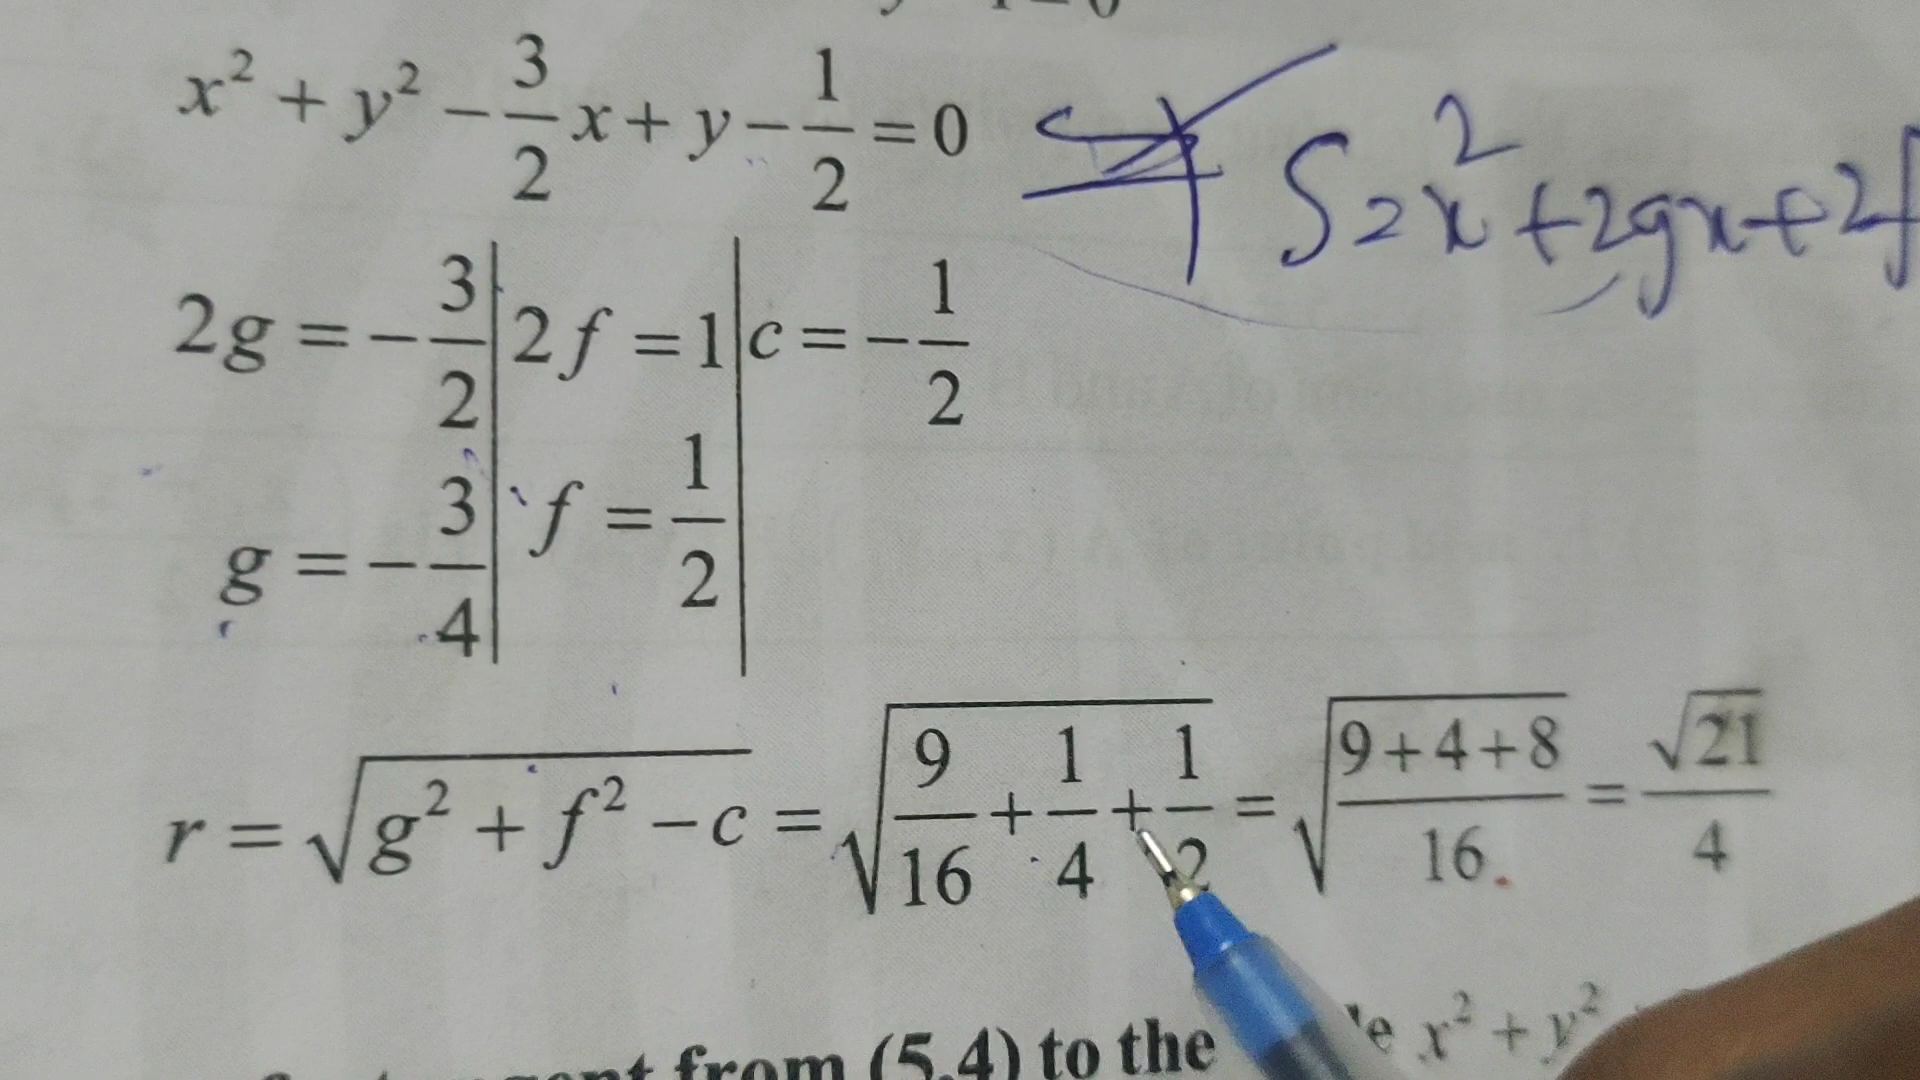 x² + y² − 3/2 x + y − 1/2 = 0
S = x² + 2gx + 2f
2g = −3/2 | 2f = 1 | c = −1/2
g = −3/4 | f = 1/2
r = √(g² + f² − c) = √(9/16 + 1/4 + 1/2) = √((9+4+8)/16) = √21/4
from (5,4) to the x² + y²